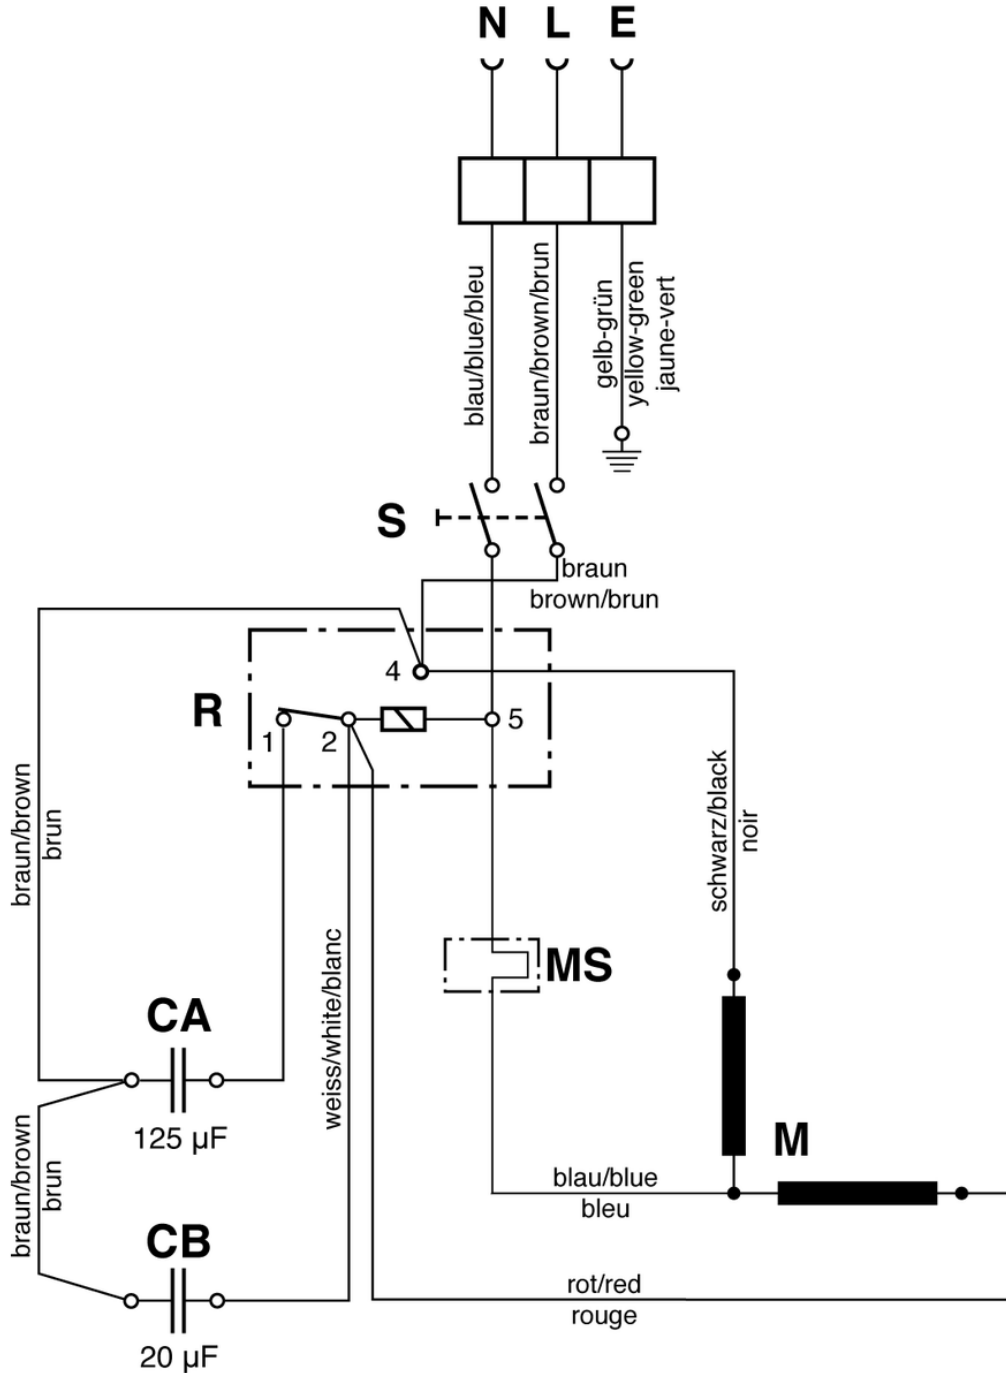 N L E
blau/blue/bleu
braun/brown/brun
gelb-grün
yellow-green
jaune-vert
S
braun
brown/brun
4
R
1
2
5
braun/brown
brun
schwarz/black
noir
weiss/white/blanc
MS
CA
125 µF
M
braun/brown
brun
blau/blue
bleu
CB
20 µF
rot/red
rouge